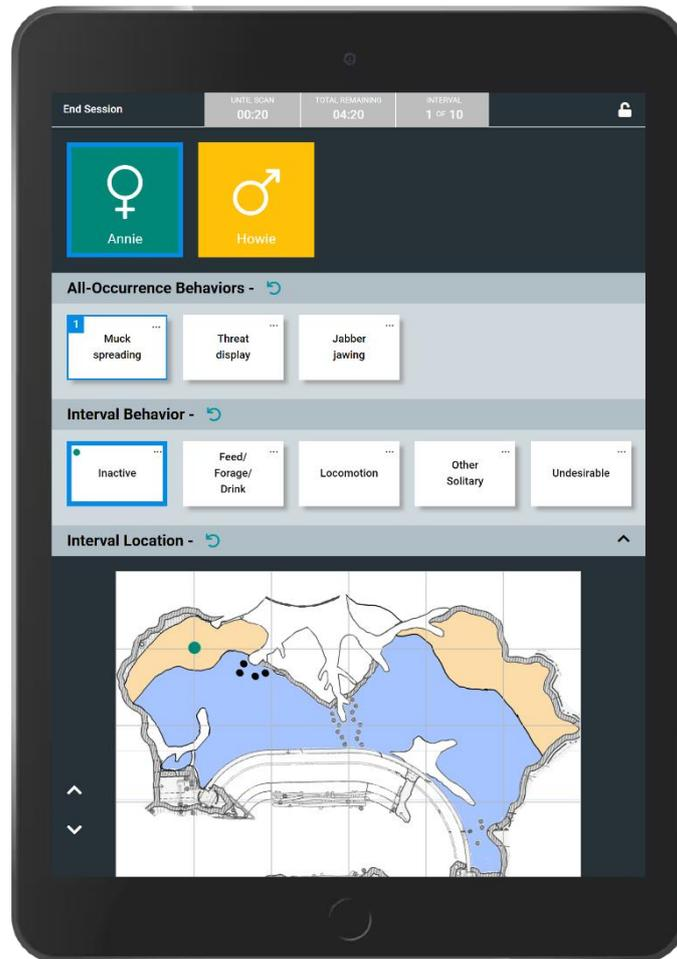 End Session
UNTIL SCAN
00:20
TOTAL REMAINING
04:20
INTERVAL
1 OF 10
Annie
Howie
All-Occurrence Behaviors -
1
...
Muck
spreading
...
Threat
display
...
Jabber
jawing
Interval Behavior -
...
Inactive
...
Feed/
Forage/
Drink
...
Locomotion
...
Other
Solitary
...
Undesirable
Interval Location -